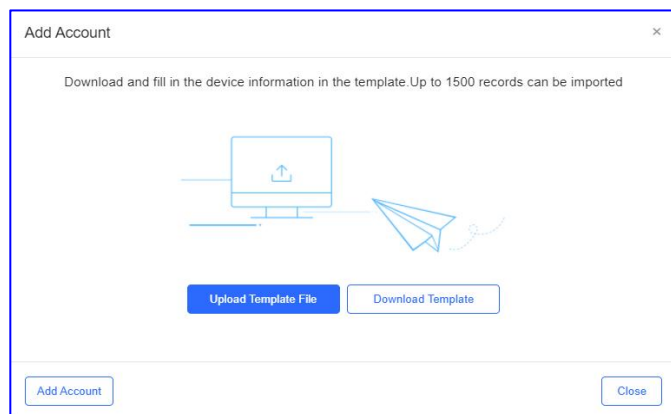 Add Account
×
Download and fill in the device information in the template.Up to 1500 records can be imported
Upload Template File
Download Template
Add Account
Close